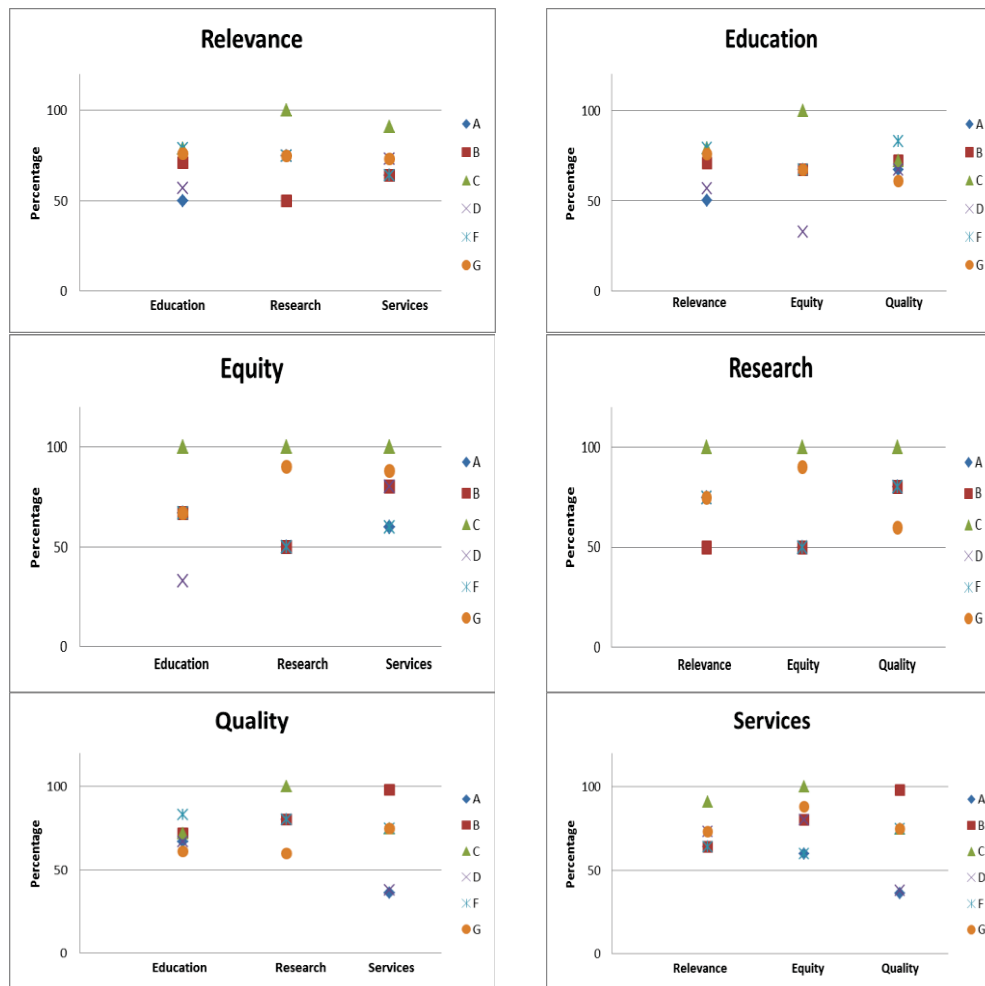 Relevance
Percentage
100
50
0
Education Research Services
A
B
C
D
F
G
Education
Percentage
100
50
0
Relevance Equity Quality
A
B
C
D
F
G
Equity
Percentage
100
50
0
Education Research Services
A
B
C
D
F
G
Research
Percentage
100
50
0
Relevance Equity Quality
A
B
C
D
F
G
Quality
Percentage
100
50
0
Education Research Services
A
B
C
D
F
G
Services
Percentage
100
50
0
Relevance Equity Quality
A
B
C
D
F
G